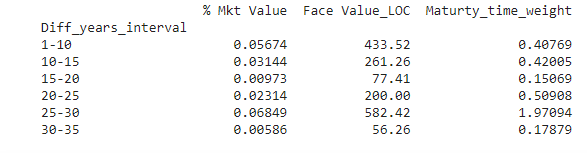 % Mkt Value Face Value_LOC Maturty_time_weight
Diff_years_interval
1-10 0.05674 433.52 0.40769
10-15 0.03144 261.26 0.42005
15-20 0.00973 77.41 0.15069
20-25 0.02314 200.00 0.50908
25-30 0.06849 582.42 1.97094
30-35 0.00586 56.26 0.17879